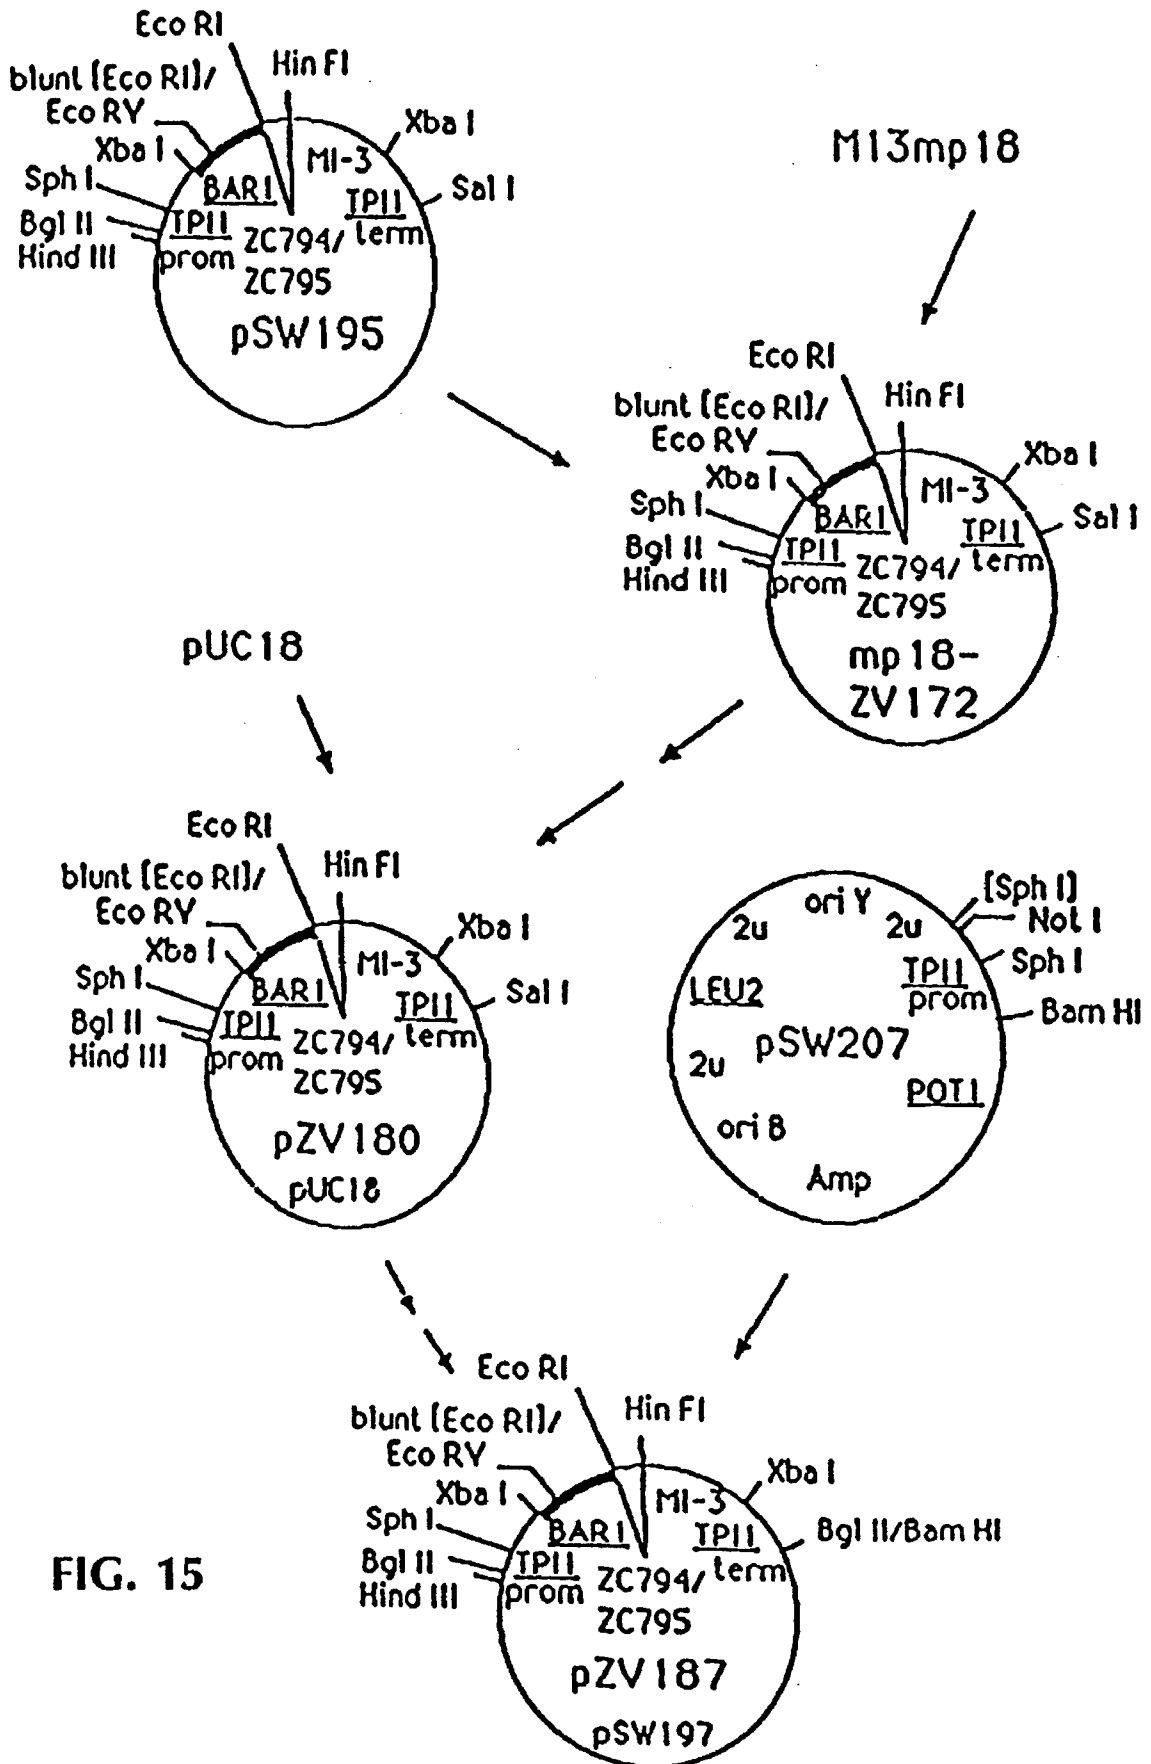 Eco RI
Hin FI
blunt [Eco RI]/
Eco RV
Xba I
Xba I
Sph I
Sal I
Bgl II
Hind III
MI-3
BAR1
TPI1
prom
TPI1
term
ZC794/
ZC795
pSW195
M13mp18
Eco RI
Hin FI
blunt [Eco RI]/
Eco RV
Xba I
Xba I
Sph I
Sal I
Bgl II
Hind III
MI-3
BAR1
TPI1
prom
TPI1
term
ZC794/
ZC795
mp18-
ZV172
pUC18
Eco RI
Hin FI
blunt [Eco RI]/
Eco RV
Xba I
Xba I
Sph I
Sal I
Bgl II
Hind III
MI-3
BAR1
TPI1
prom
TPI1
term
ZC794/
ZC795
pZV180
pUC18
ori Y
2u
2u
[Sph I]
Not I
Sph I
LEU2
TPI1
prom
Bam HI
pSW207
2u
POT1
ori B
Amp
Eco RI
Hin FI
blunt [Eco RI]/
Eco RV
Xba I
Xba I
Sph I
Bgl II/Bam HI
Bgl II
Hind III
MI-3
BAR1
TPI1
prom
TPI1
term
ZC794/
ZC795
pZV187
pSW197
FIG. 15